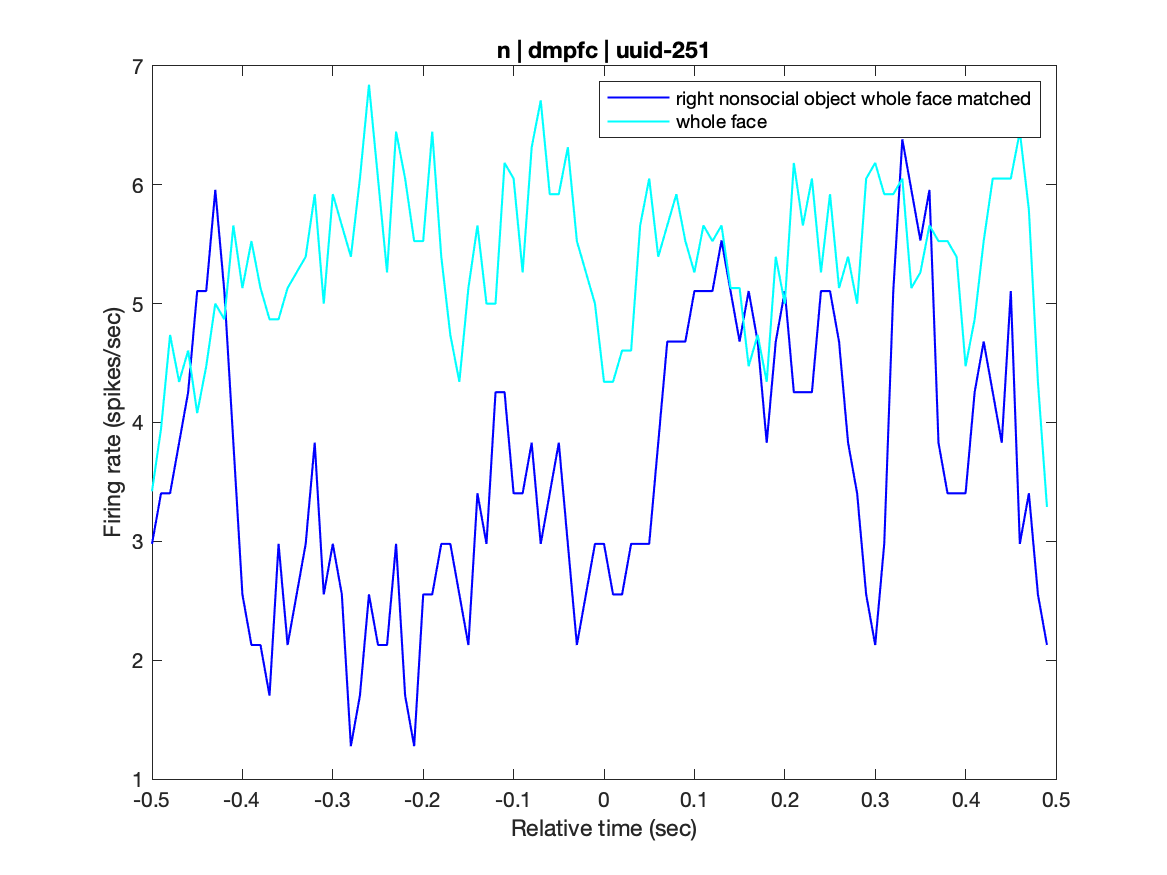 n | dmpfc | uuid-251
right nonsocial object whole face matched
whole face
Firing rate (spikes/sec)
7
6
5
4
3
2
1
-0.5 -0.4 -0.3 -0.2 -0.1 0 0.1 0.2 0.3 0.4 0.5
Relative time (sec)